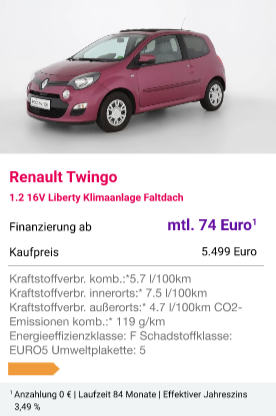 Renault Twingo
1.2 16V Liberty Klimaanlage Faltdach
Finanzierung ab mtl. 74 Euro¹
Kaufpreis 5.499 Euro
Kraftstoffverbr. komb.:*5.7 l/100km
Kraftstoffverbr. innerorts:* 7.5 l/100km
Kraftstoffverbr. außerorts:* 4.7 l/100km CO2-
Emissionen komb.:* 119 g/km
Energieeffizienzklasse: F Schadstoffklasse:
EURO5 Umweltplakette: 5
¹ Anzahlung 0 € | Laufzeit 84 Monate | Effektiver Jahreszins
3,49 %